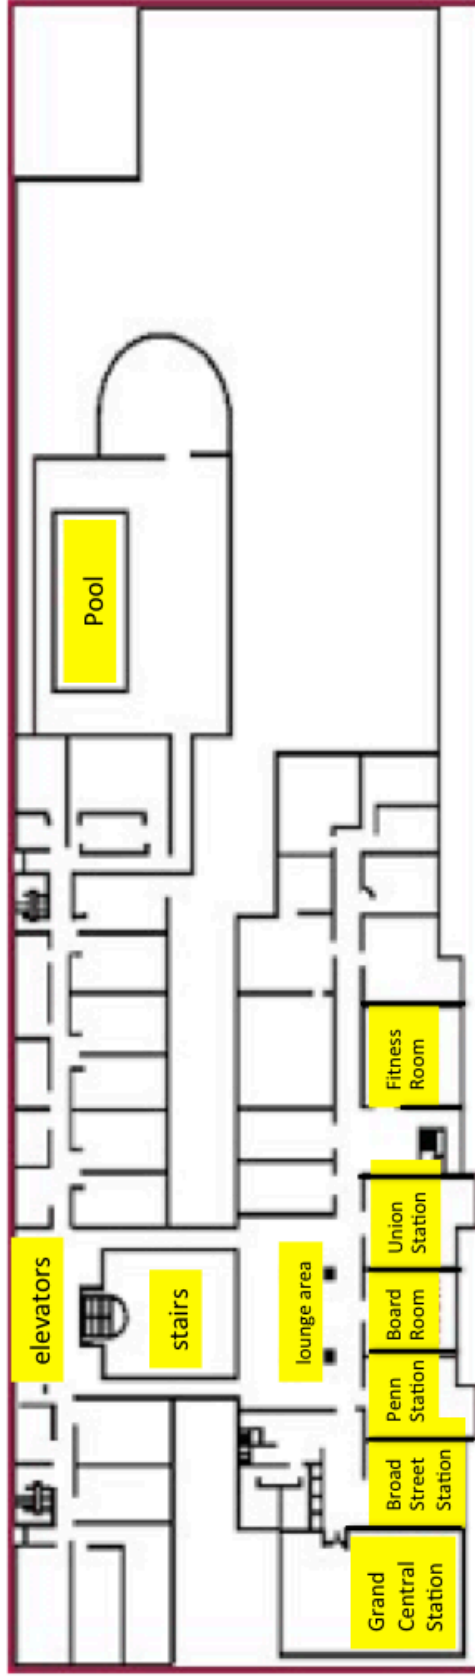 Pool
elevators
stairs
lounge area
Fitness
Room
Union
Station
Board
Room
Penn
Station
Broad
Street
Station
Grand
Central
Station